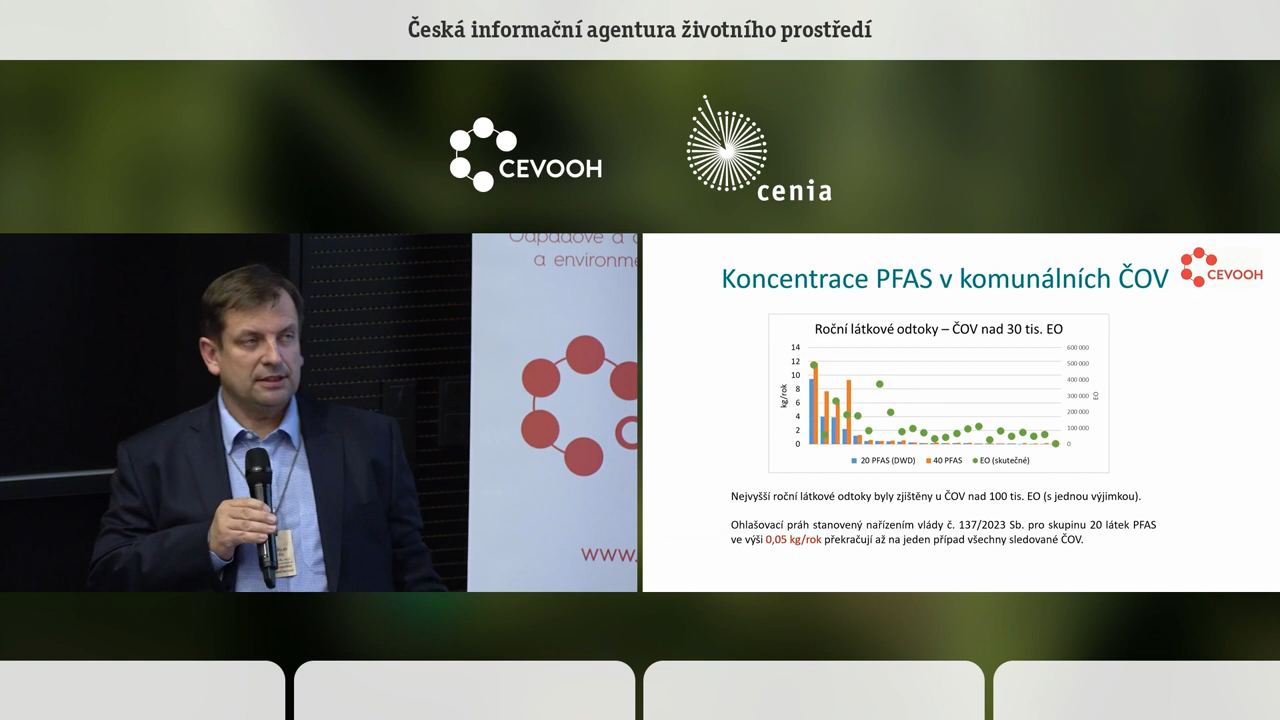 Česká informační agentura životního prostředí
CEVOOH
cenia
Odpadové a
a environme
www.
Koncentrace PFAS v komunálních ČOV
CEVOOH
Roční látkové odtoky – ČOV nad 30 tis. EO
14
12
10
8
6
4
2
0
kg/rok
600 000
500 000
400 000
300 000
200 000
100 000
0
EO
20 PFAS (DWD)
40 PFAS
EO (skutečné)
Nejvyšší roční látkové odtoky byly zjištěny u ČOV nad 100 tis. EO (s jednou výjimkou).
Ohlašovací práh stanovený nařízením vlády č. 137/2023 Sb. pro skupinu 20 látek PFAS
ve výši 0,05 kg/rok překračují až na jeden případ všechny sledované ČOV.